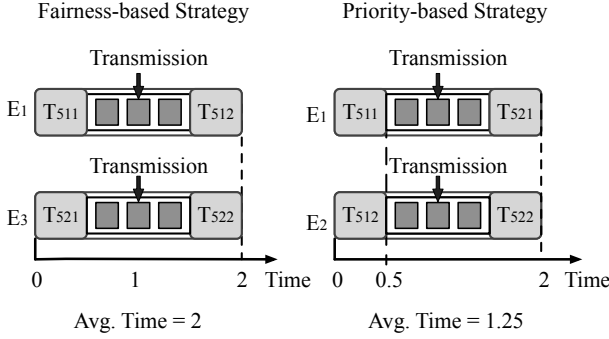 Fairness-based Strategy
Transmission
E1
T511
T512
Transmission
E3
T521
T522
0
1
2
Time
Avg. Time = 2
Priority-based Strategy
Transmission
E1
T511
T521
Transmission
E2
T512
T522
0
0.5
2
Time
Avg. Time = 1.25